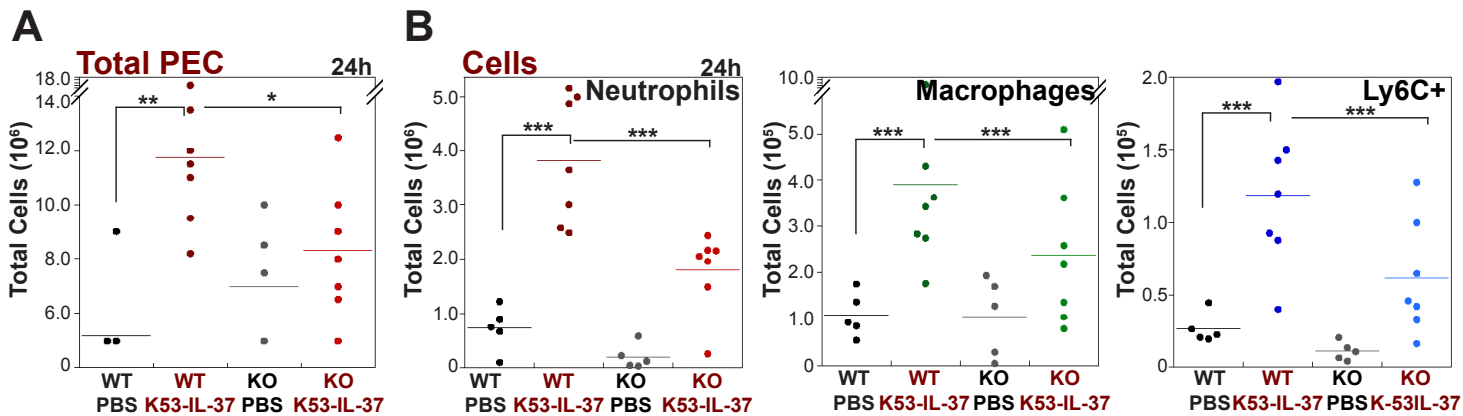 A
Total PEC
24h
**
*
Total Cells (10⁶)
18.0
14.0
12.0
10.0
8.0
6.0
0
WT
WT
KO
KO
PBS
K53-IL-37
PBS
K53-IL-37
B
Cells
24h
Neutrophils
***
***
Total Cells (10⁶)
5.0
4.0
3.0
2.0
1.0
0
WT
WT
KO
KO
PBS
K53-IL-37
PBS
K53-IL-37
Macrophages
***
***
Total Cells (10⁵)
10.0
5.0
4.0
3.0
2.0
1.0
0
WT
WT
KO
KO
PBS
K53-IL-37
PBS
K53-IL-37
Ly6C+
***
***
Total Cells (10⁵)
2.0
1.5
1.0
0.5
0
WT
WT
KO
KO
PBS
K53-IL-37
PBS
K-53IL-37